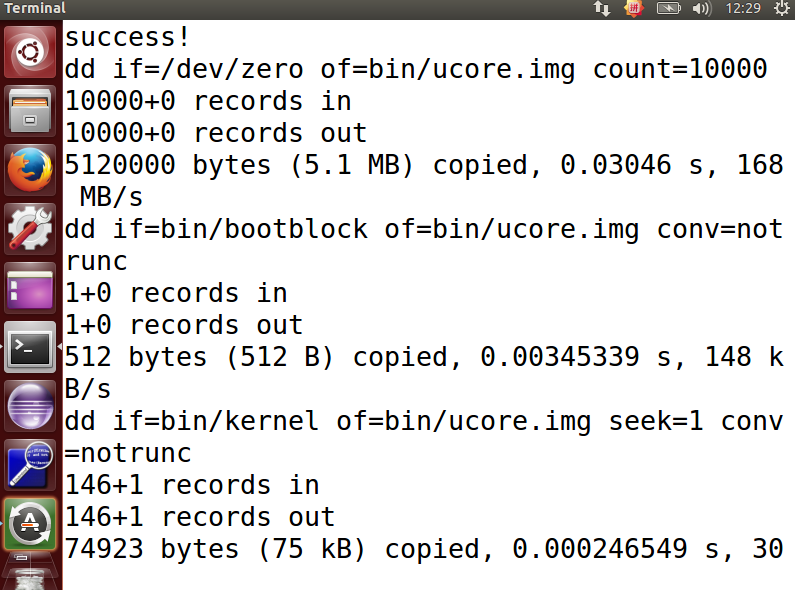 Terminal
12:29
success!
dd if=/dev/zero of=bin/ucore.img count=10000
10000+0 records in
10000+0 records out
5120000 bytes (5.1 MB) copied, 0.03046 s, 168
 MB/s
dd if=bin/bootblock of=bin/ucore.img conv=not
runc
1+0 records in
1+0 records out
512 bytes (512 B) copied, 0.00345339 s, 148 k
B/s
dd if=bin/kernel of=bin/ucore.img seek=1 conv
=notrunc
146+1 records in
146+1 records out
74923 bytes (75 kB) copied, 0.000246549 s, 30